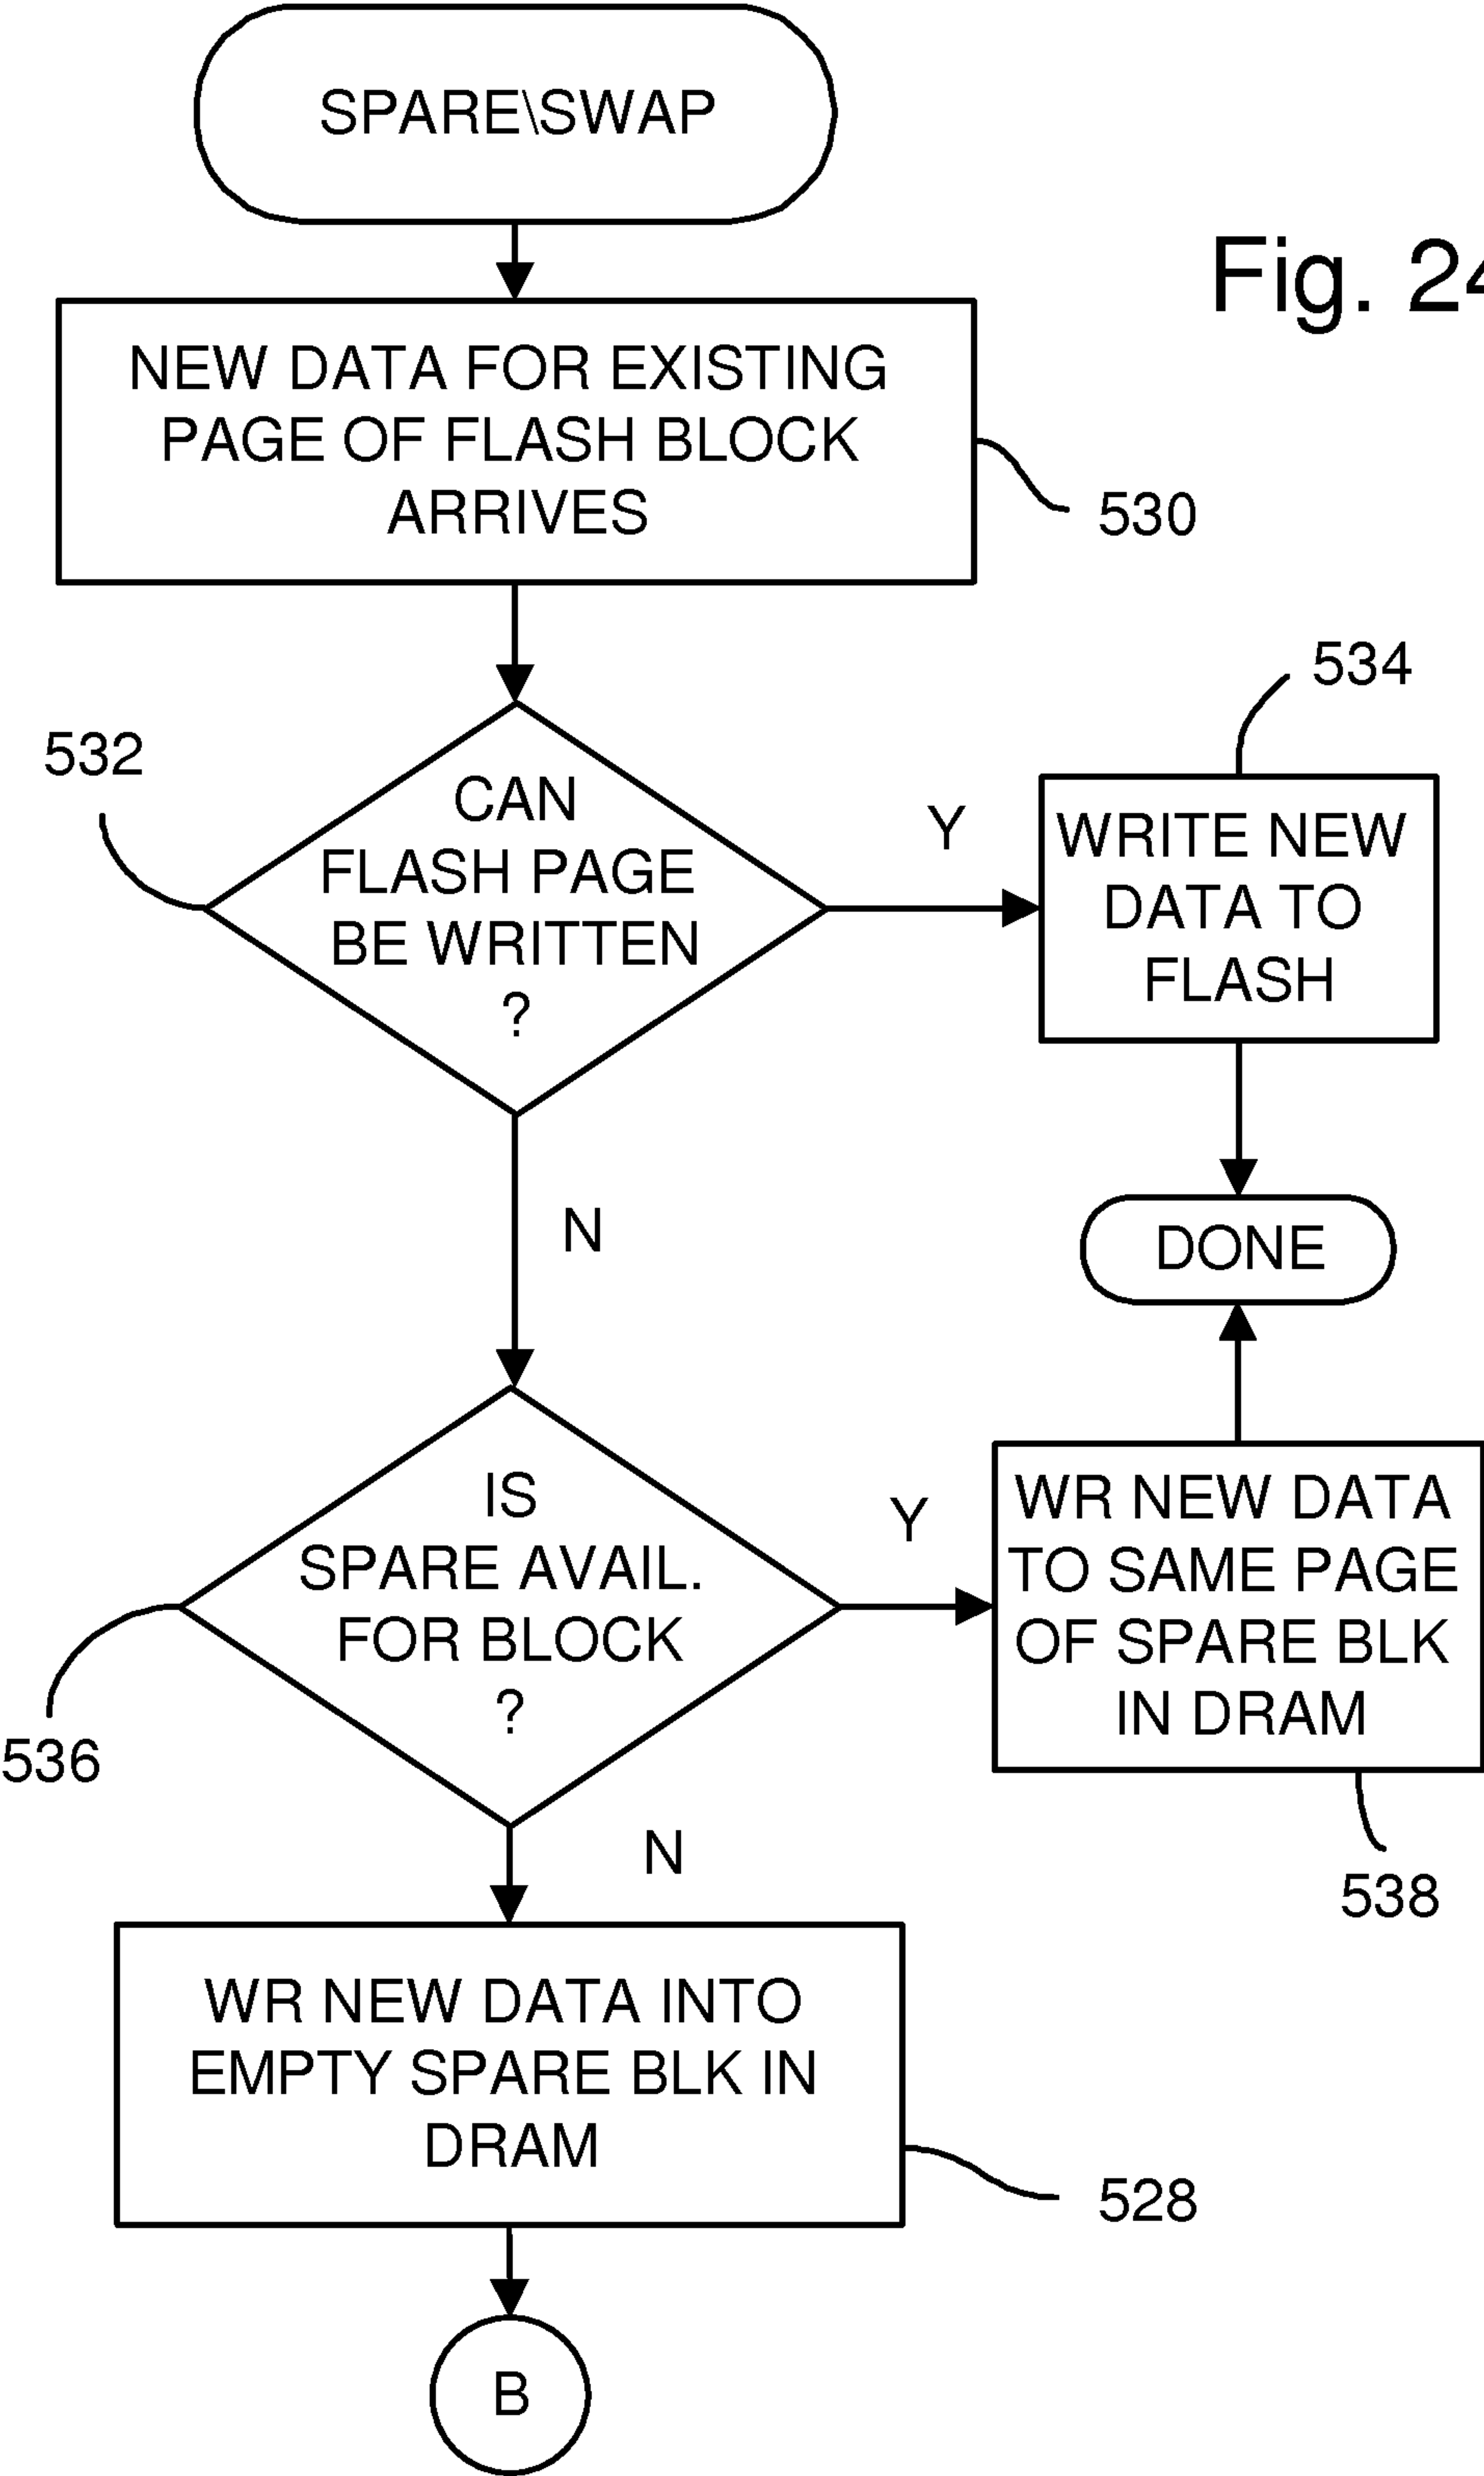 SPARE\SWAP
Fig. 24
NEW DATA FOR EXISTING
PAGE OF FLASH BLOCK
ARRIVES
530
534
532
CAN
FLASH PAGE
BE WRITTEN
?
Y
WRITE NEW
DATA TO
FLASH
N
DONE
IS
SPARE AVAIL.
FOR BLOCK
?
Y
WR NEW DATA
TO SAME PAGE
OF SPARE BLK
IN DRAM
536
N
538
WR NEW DATA INTO
EMPTY SPARE BLK IN
DRAM
528
B